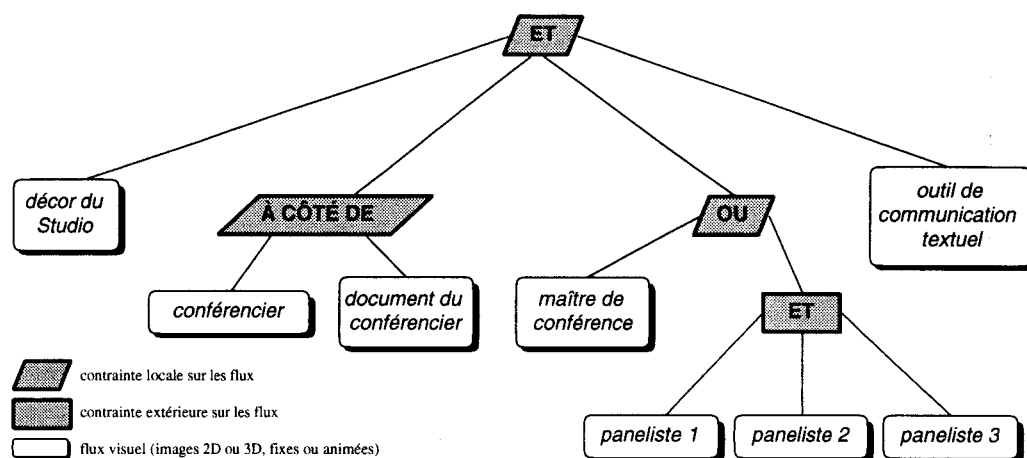 ET
décor du
Studio
À CÔTÉ DE
OU
outil de
communication
textuel
conférencier
document du
conférencier
maître de
conférence
ET
contrainte locale sur les flux
contrainte extérieure sur les flux
flux visuel (images 2D ou 3D, fixes ou animées)
paneliste 1
paneliste 2
paneliste 3